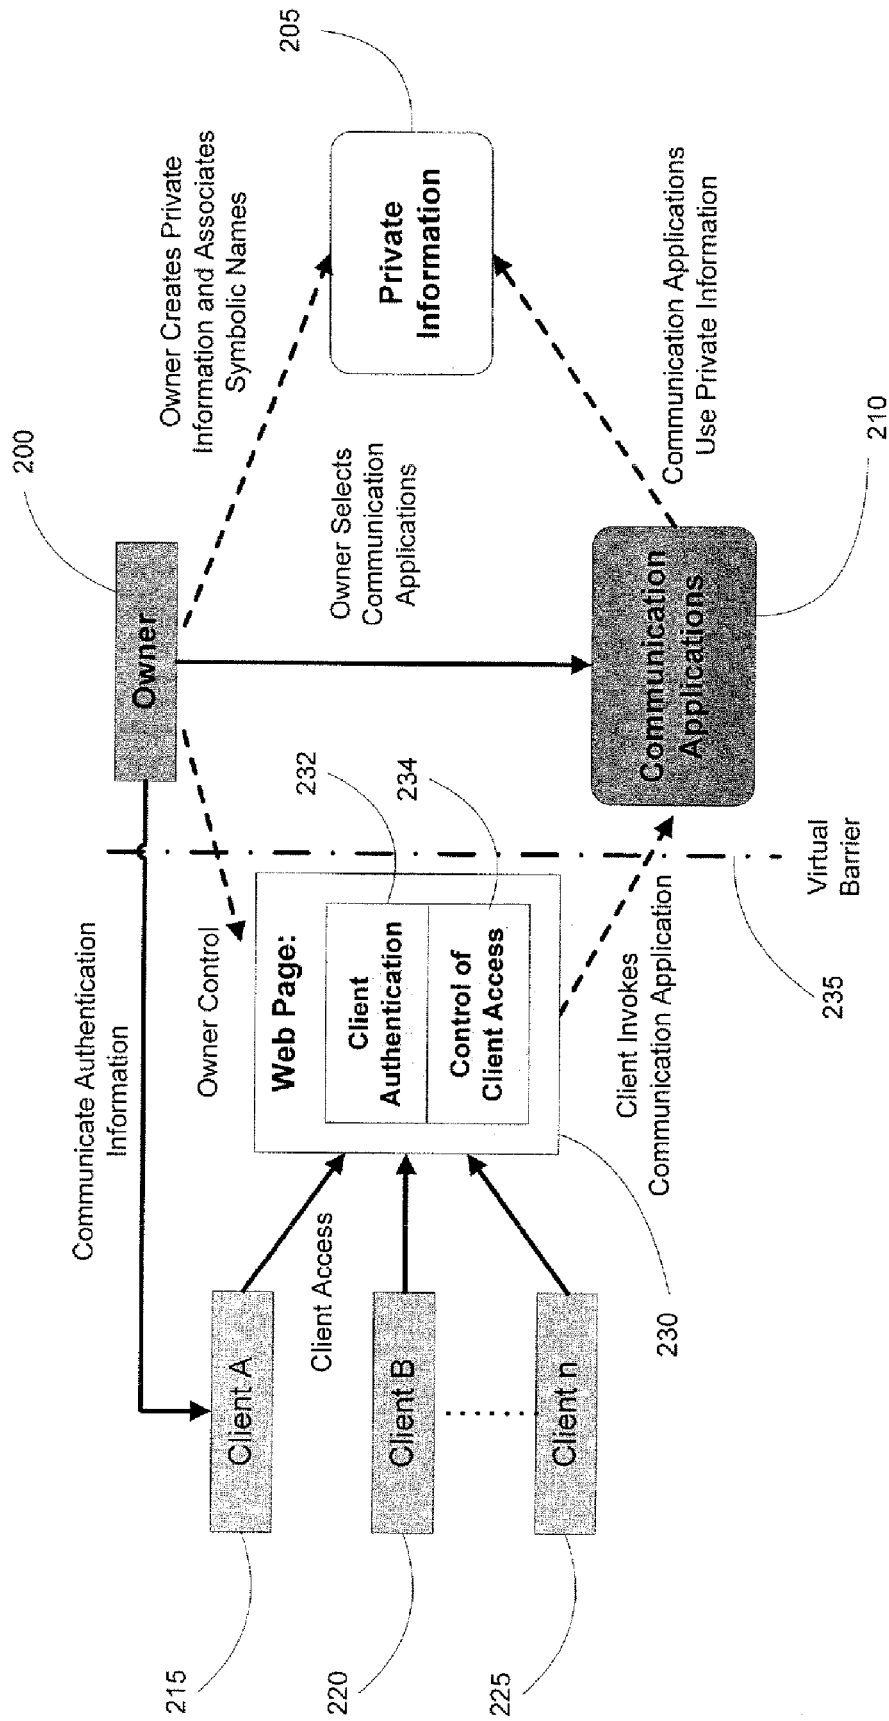 Communicate Authentication
Information
Owner
200
Owner Creates Private
Information and Associates
Symbolic Names
205
Private
Information
Owner Selects
Communication
Applications
Owner Control
Client A
215
Client Access
Client B
220
Client n
225
Web Page:
Client
Authentication
Control of
Client Access
232
234
230
Client Invokes
Communication Application
Virtual
Barrier
235
Communication
Applications
210
Communication Applications
Use Private Information